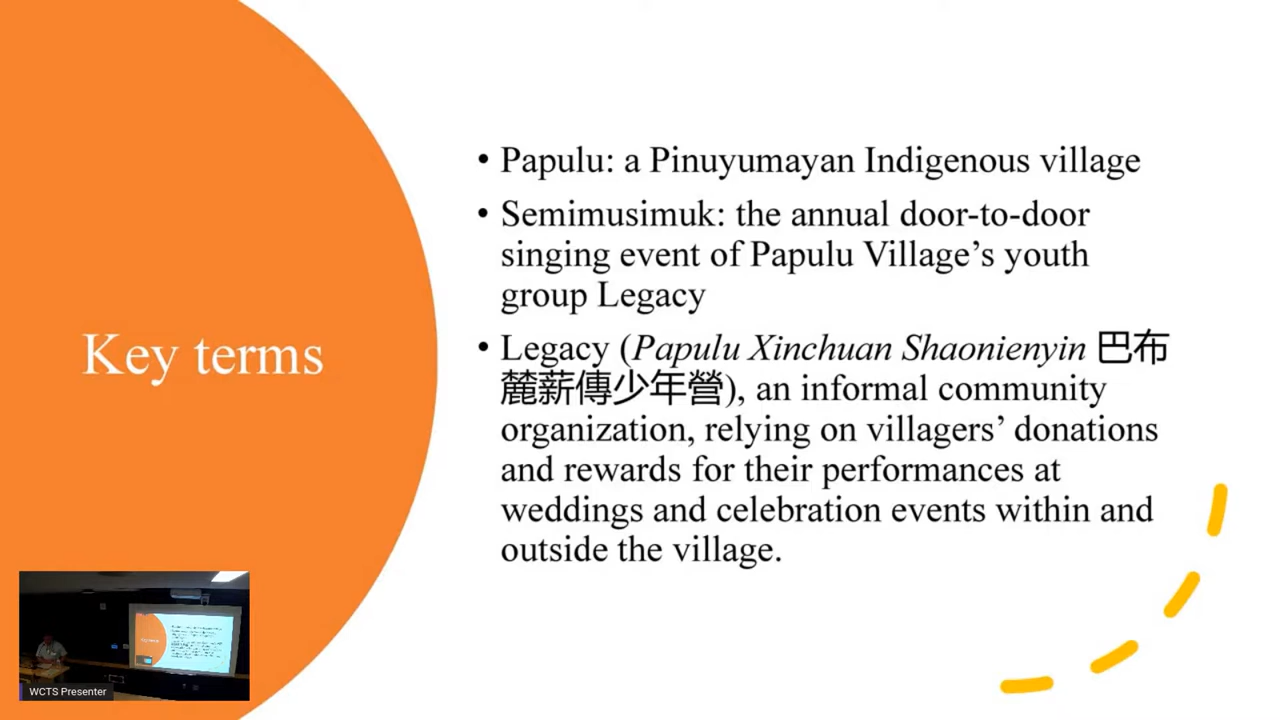 Key terms
• Papulu: a Pinuyumayan Indigenous village
• Semimusimuk: the annual door-to-door
singing event of Papulu Village’s youth
group Legacy
• Legacy (Papulu Xinchuan Shaonienyin 巴布
麓薪傳少年營), an informal community
organization, relying on villagers’ donations
and rewards for their performances at
weddings and celebration events within and
outside the village.
WCTS Presenter